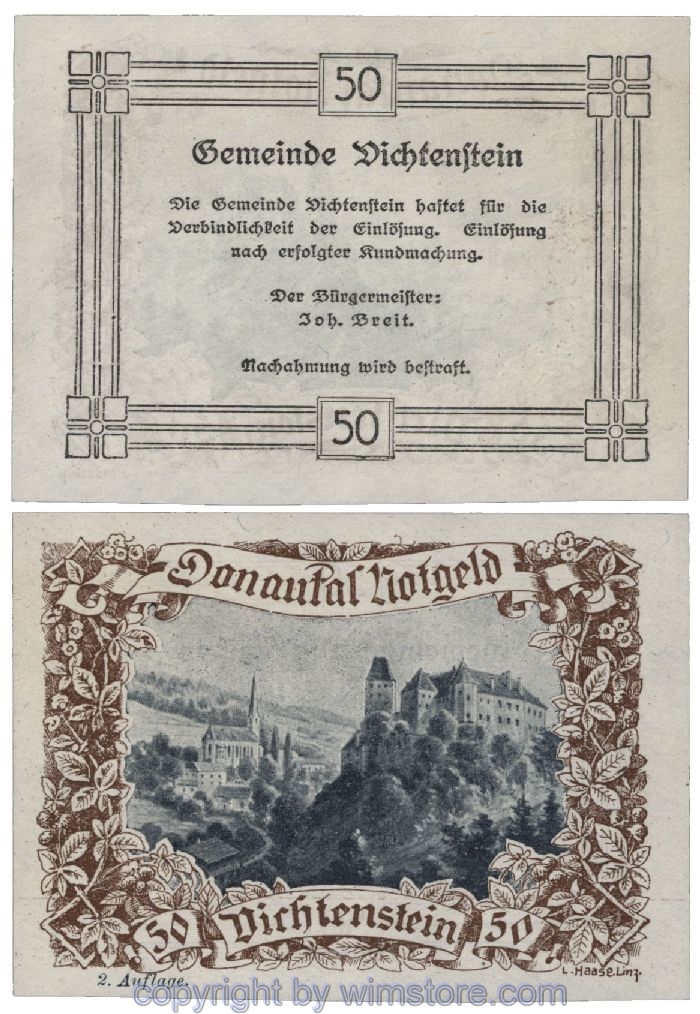 50
Gemeinde Vichtenstein
Die Gemeinde Vichtenstein haftet für die
Verbindlichkeit der Einlösung. Einlösung
nach erfolgter Kundmachung.
Der Bürgermeister:
Joh. Breit.
Nachahmung wird bestraft.
50
Donautal Notgeld
50 Vichtenstein 50
2. Auflage.
L. Haase. Linz.
copyright by wimstore.com